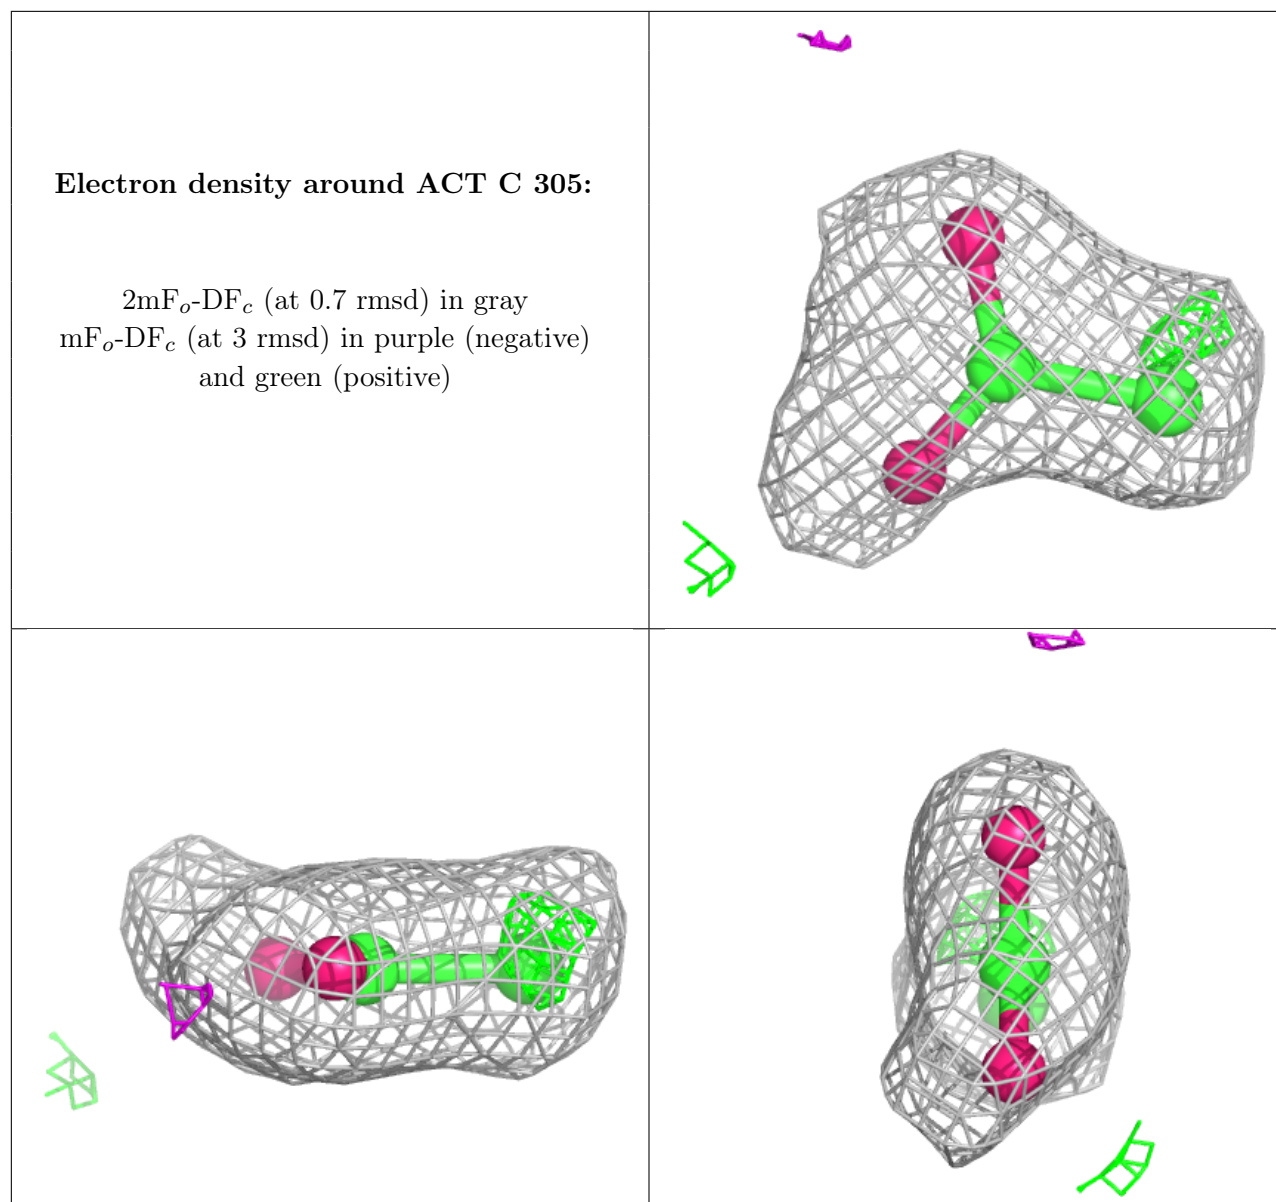 Electron density around ACT C 305:
2mFo-DFc (at 0.7 rmsd) in gray
mFo-DFc (at 3 rmsd) in purple (negative)
and green (positive)